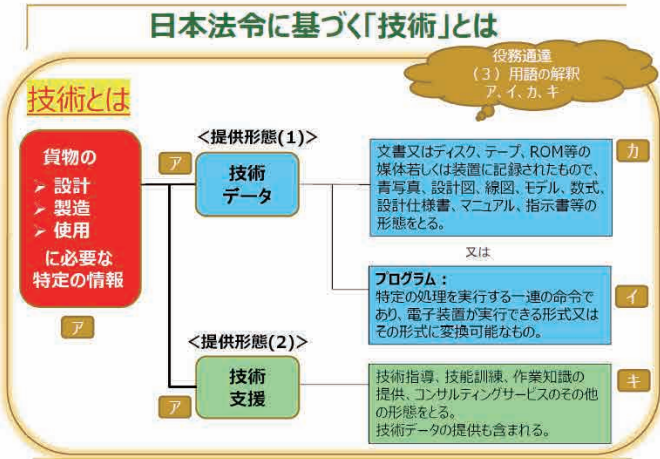 日本法令に基づく「技術」とは
役務通達
(3)用語の解釈
ア、イ、カ、キ
技術とは
貨物の
➢ 設計
➢ 製造
➢ 使用
に必要な
特定の情報
ア
<提供形態(1)>
ア
技術
データ
文書又はディスク、テープ、ROM等の
媒体若しくは装置に記録されたもので、
青写真、設計図、線図、モデル、数式、
設計仕様書、マニュアル、指示書等の
形態をとる。
カ
又は
プログラム:
特定の処理を実行する一連の命令で
あり、電子装置が実行できる形式又は
その形式に変換可能なもの。
イ
<提供形態(2)>
ア
技術
支援
技術指導、技能訓練、作業知識の
提供、コンサルティングサービスのその他
の形態をとる。
技術データの提供も含まれる。
キ